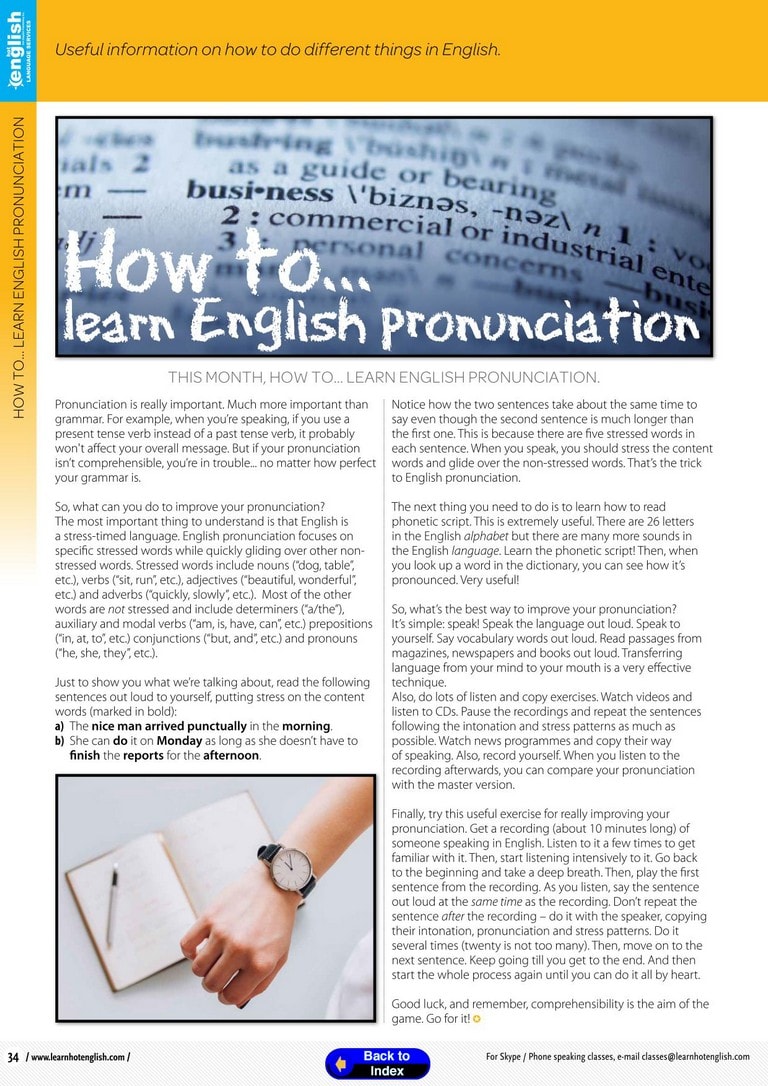 english
LANGUAGE SERVICES
Useful information on how to do different things in English.
HOW TO... LEARN ENGLISH PRONUNCIATION
bushring \'bushiŋ\ n
ials 2
as a guide or bearing
m —
busi•ness \'biznəs, -nəz\ n 1 : vo
2 : commercial or industrial ente
3 personal concerns
How to...
learn English pronunciation
THIS MONTH, HOW TO... LEARN ENGLISH PRONUNCIATION.
Pronunciation is really important. Much more important than
grammar. For example, when you're speaking, if you use a
present tense verb instead of a past tense verb, it probably
won't affect your overall message. But if your pronunciation
isn't comprehensible, you're in trouble... no matter how perfect
your grammar is.
So, what can you do to improve your pronunciation?
The most important thing to understand is that English is
a stress-timed language. English pronunciation focuses on
specific stressed words while quickly gliding over other non-
stressed words. Stressed words include nouns ("dog, table",
etc.), verbs ("sit, run", etc.), adjectives ("beautiful, wonderful",
etc.) and adverbs ("quickly, slowly", etc.). Most of the other
words are not stressed and include determiners ("a/the"),
auxiliary and modal verbs ("am, is, have, can", etc.) prepositions
("in, at, to", etc.) conjunctions ("but, and", etc.) and pronouns
("he, she, they", etc.).
Just to show you what we're talking about, read the following
sentences out loud to yourself, putting stress on the content
words (marked in bold):
a) The nice man arrived punctually in the morning.
b) She can do it on Monday as long as she doesn't have to
finish the reports for the afternoon.
Notice how the two sentences take about the same time to
say even though the second sentence is much longer than
the first one. This is because there are five stressed words in
each sentence. When you speak, you should stress the content
words and glide over the non-stressed words. That's the trick
to English pronunciation.
The next thing you need to do is to learn how to read
phonetic script. This is extremely useful. There are 26 letters
in the English alphabet but there are many more sounds in
the English language. Learn the phonetic script! Then, when
you look up a word in the dictionary, you can see how it's
pronounced. Very useful!
So, what's the best way to improve your pronunciation?
It's simple: speak! Speak the language out loud. Speak to
yourself. Say vocabulary words out loud. Read passages from
magazines, newspapers and books out loud. Transferring
language from your mind to your mouth is a very effective
technique.
Also, do lots of listen and copy exercises. Watch videos and
listen to CDs. Pause the recordings and repeat the sentences
following the intonation and stress patterns as much as
possible. Watch news programmes and copy their way
of speaking. Also, record yourself. When you listen to the
recording afterwards, you can compare your pronunciation
with the master version.
Finally, try this useful exercise for really improving your
pronunciation. Get a recording (about 10 minutes long) of
someone speaking in English. Listen to it a few times to get
familiar with it. Then, start listening intensively to it. Go back
to the beginning and take a deep breath. Then, play the first
sentence from the recording. As you listen, say the sentence
out loud at the same time as the recording. Don't repeat the
sentence after the recording – do it with the speaker, copying
their intonation, pronunciation and stress patterns. Do it
several times (twenty is not too many). Then, move on to the
next sentence. Keep going till you get to the end. And then
start the whole process again until you can do it all by heart.
Good luck, and remember, comprehensibility is the aim of the
game. Go for it!
34 / www.learnhotenglish.com /
Back to
Index
For Skype / Phone speaking classes, e-mail classes@learnhotenglish.com